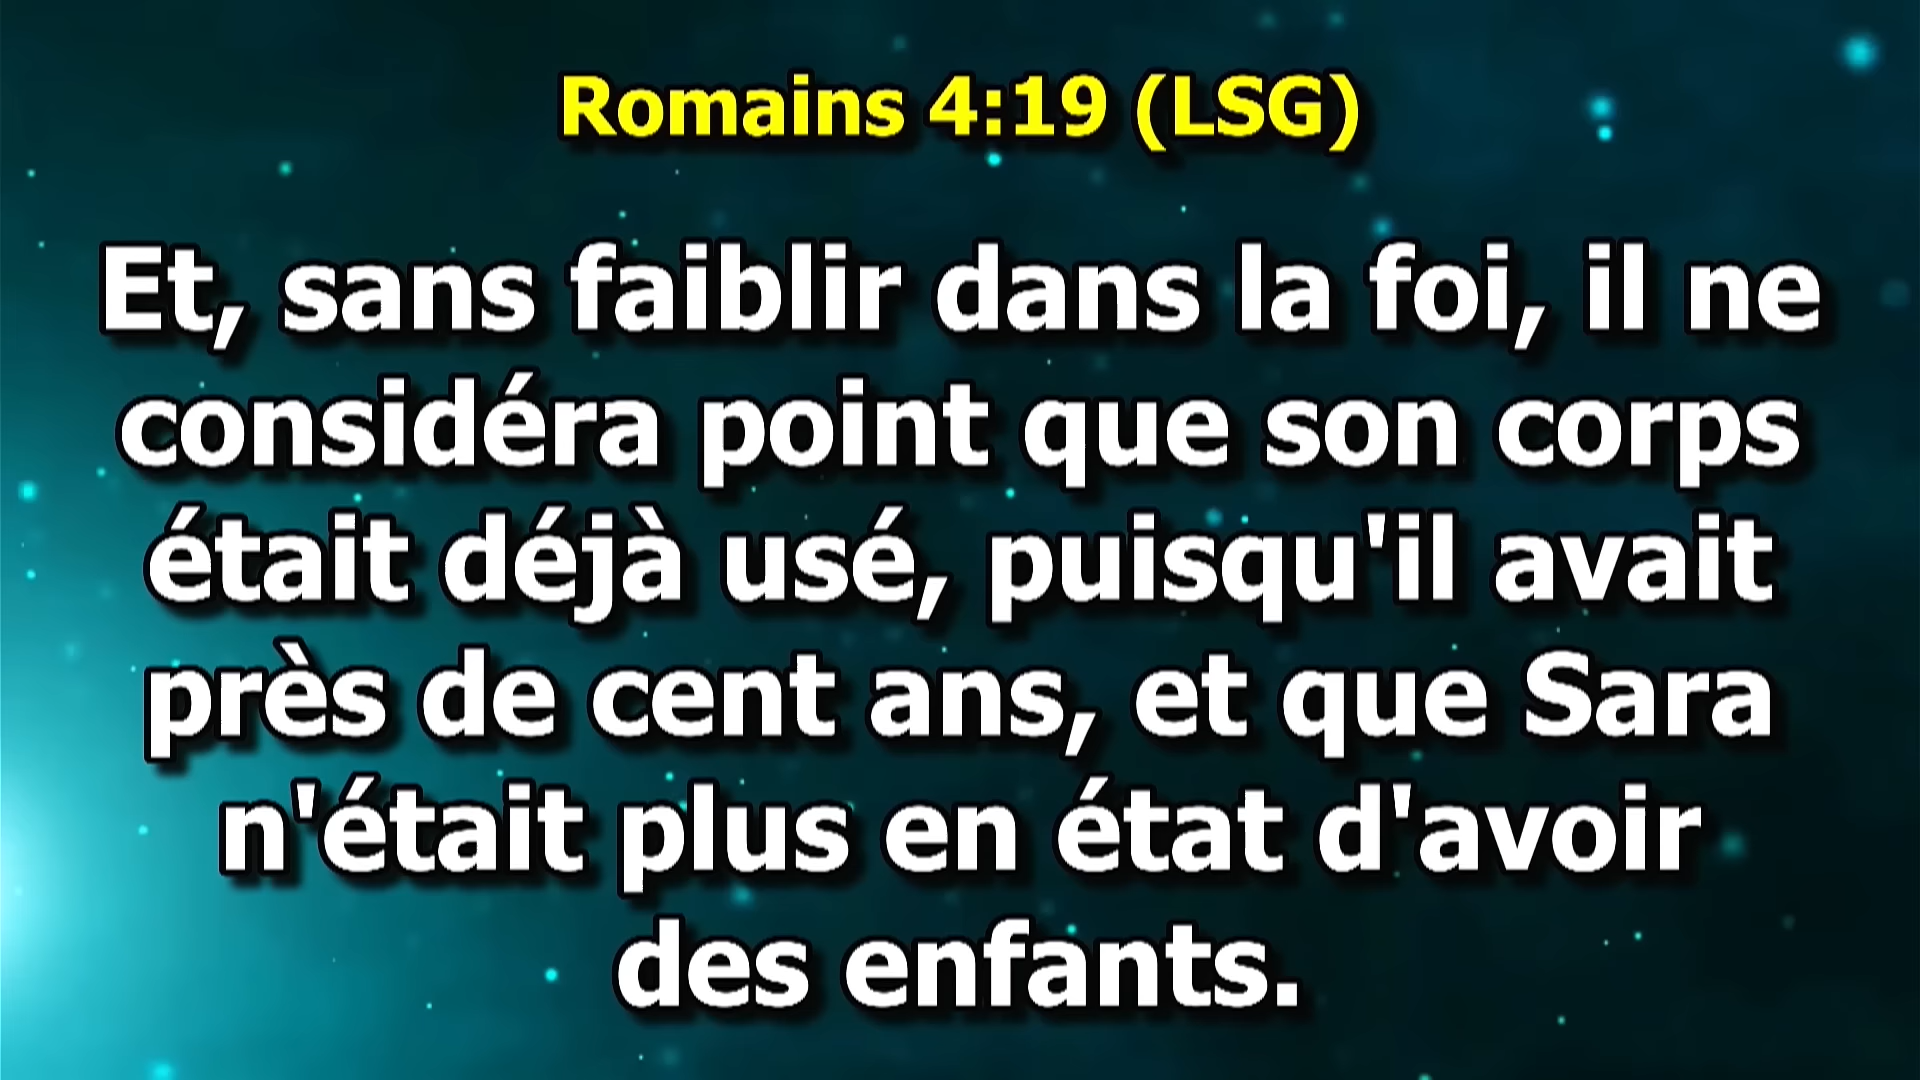 Romains 4:19 (LSG)
Et, sans faiblir dans la foi, il ne
considéra point que son corps
était déjà usé, puisqu'il avait
près de cent ans, et que Sara
n'était plus en état d'avoir
des enfants.